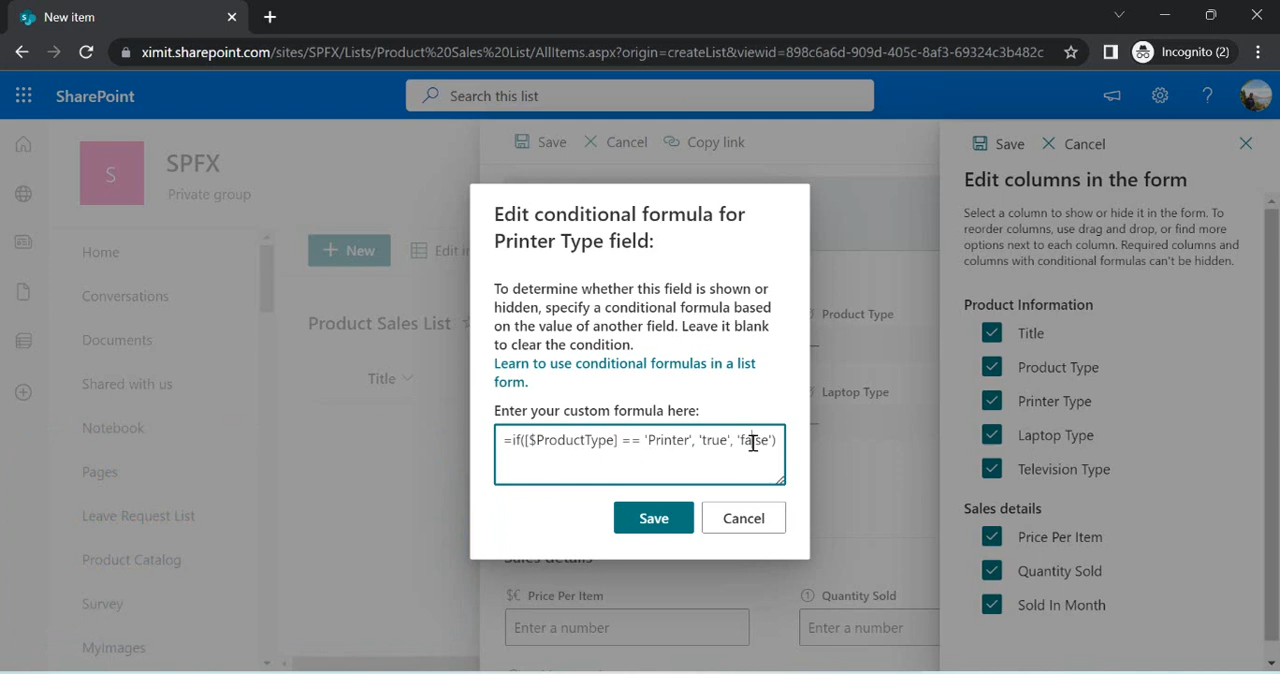 New item
ximit.sharepoint.com/sites/SPFX/Lists/Product%20Sales%20List/AllItems.aspx?origin=createList&viewid=898c6a6d-909d-405c-8af3-69324c3b482c
Incognito (2)
SharePoint
Search this list
S
SPFX
Private group
Home
Conversations
Documents
Shared with us
Notebook
Pages
Leave Request List
Product Catalog
Survey
MyImages
New
Edit in
Product Sales List
Title
Save
Cancel
Copy link
Product Type
Laptop Type
Sales details
Price Per Item
Enter a number
Quantity Sold
Enter a number
Edit conditional formula for
Printer Type field:
To determine whether this field is shown or
hidden, specify a conditional formula based
on the value of another field. Leave it blank
to clear the condition.
Learn to use conditional formulas in a list
form.
Enter your custom formula here:
=if([$ProductType] == 'Printer', 'true', 'false')
Save
Cancel
Save
Cancel
Edit columns in the form
Select a column to show or hide it in the form. To
reorder columns, use drag and drop, or find more
options next to each column. Required columns and
columns with conditional formulas can't be hidden.
Product Information
Title
Product Type
Printer Type
Laptop Type
Television Type
Sales details
Price Per Item
Quantity Sold
Sold In Month